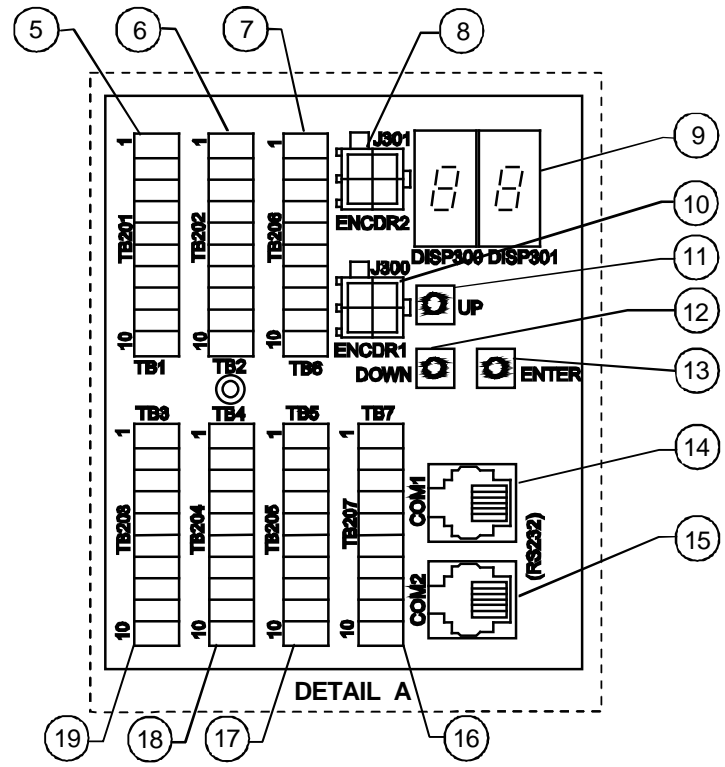 5
6
7
8
1
1
1
J301
9
TB201
TB202
TB206
ENCDR2
10
DISP300 DISP301
J300
11
UP
12
10
10
10
ENCDR1
TB1
TB2
TB6
DOWN
ENTER
13
TB3
TB4
TB5
TB7
1
1
1
1
14
COM1
TB203
TB204
TB205
TB207
(RS232)
15
COM2
10
10
10
10
DETAIL A
19
18
17
16